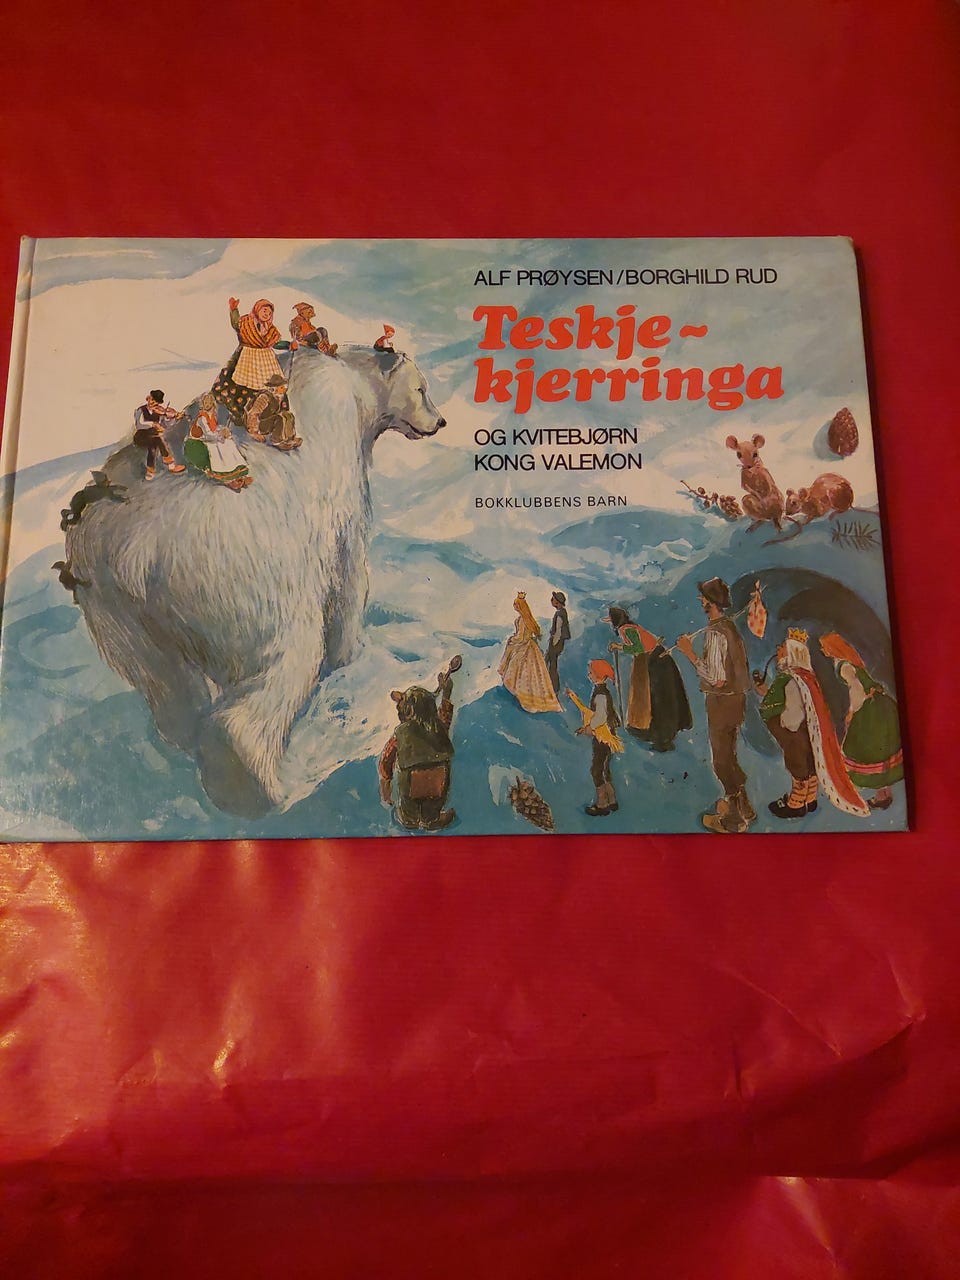 ALF PRØYSEN/BORGHILD RUD
Teskje~
kjerringa
OG KVITEBJØRN
KONG VALEMON
BOKKLUBBENS BARN